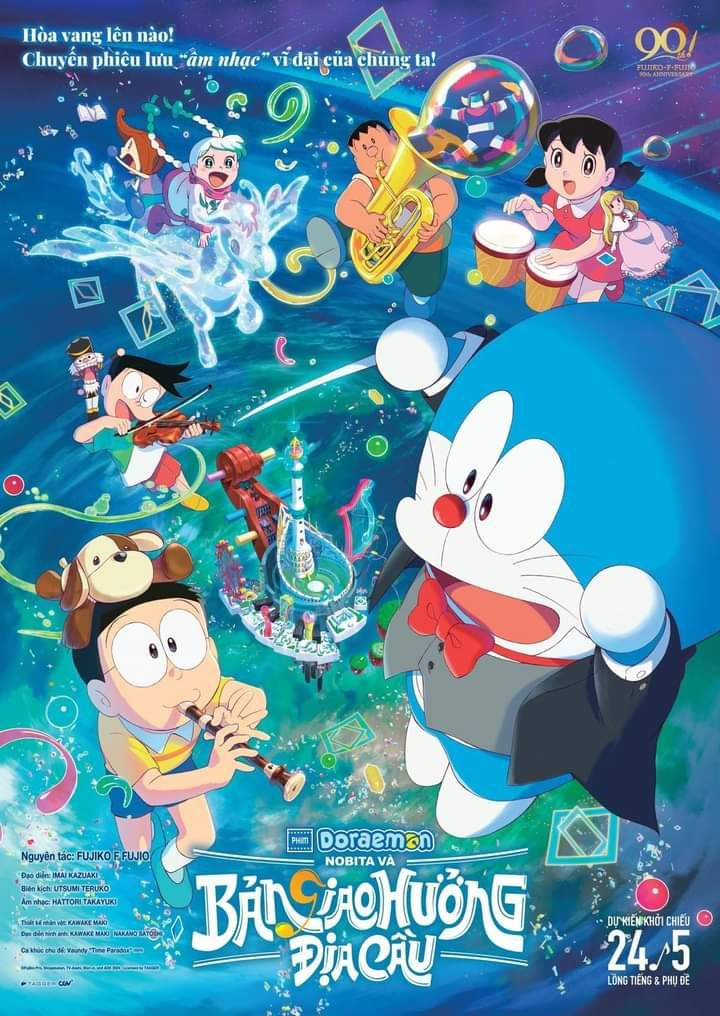 Hòa vang lên nào!
Chuyến phiêu lưu “âm nhạc” vĩ đại của chúng ta!
90th!
FUJIKO・F・FUJIO
90th ANNIVERSARY
PHIM Doraemon
NOBITA VÀ
BẢN GIAO HƯỞNG
ĐỊA CẦU
Nguyên tác: FUJIKO F FUJIO
Đạo diễn: IMAI KAZUAKI
Biên kịch: UTSUMI TERUKO
Âm nhạc: HATTORI TAKAYUKI
Thiết kế nhân vật: KAWAKE MAKI
Đạo diễn hình ảnh: KAWAKE MAKI | NAKANO SATOSHI
Ca khúc chủ đề: Vaundy "Time Paradox"
TAGGER CGV
DỰ KIẾN KHỞI CHIẾU
24♪5
LỒNG TIẾNG & PHỤ ĐỀ